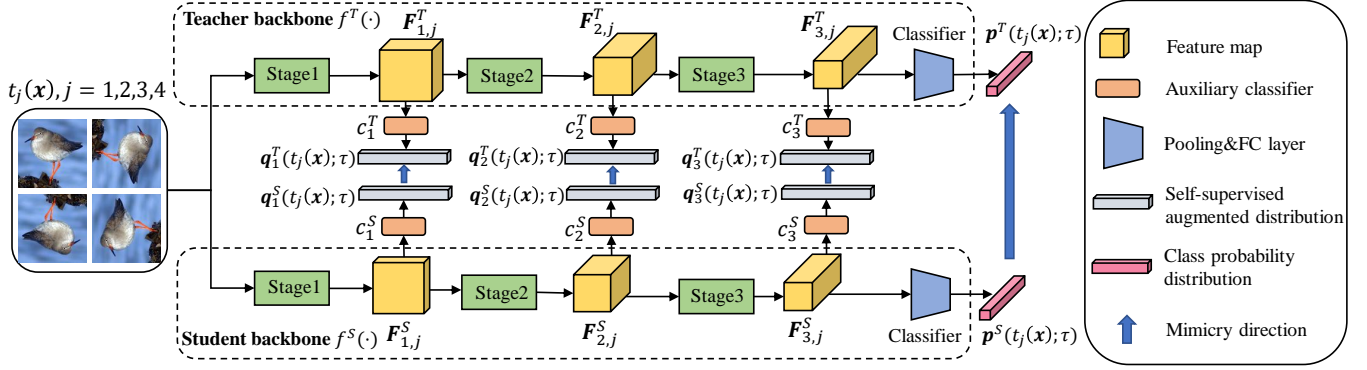 Teacher backbone f^T(·)
F^T_{1,j}
F^T_{2,j}
F^T_{3,j}
Classifier
p^T(t_j(x);τ)
Stage1
Stage2
Stage3
t_j(x), j = 1,2,3,4
c^T_1
c^T_2
c^T_3
q^T_1(t_j(x);τ)
q^T_2(t_j(x);τ)
q^T_3(t_j(x);τ)
q^S_1(t_j(x);τ)
q^S_2(t_j(x);τ)
q^S_3(t_j(x);τ)
c^S_1
c^S_2
c^S_3
Stage1
Stage2
Stage3
Student backbone f^S(·)
F^S_{1,j}
F^S_{2,j}
F^S_{3,j}
Classifier
p^S(t_j(x);τ)
Feature map
Auxiliary classifier
Pooling&FC layer
Self-supervised
augmented distribution
Class probability
distribution
Mimicry direction